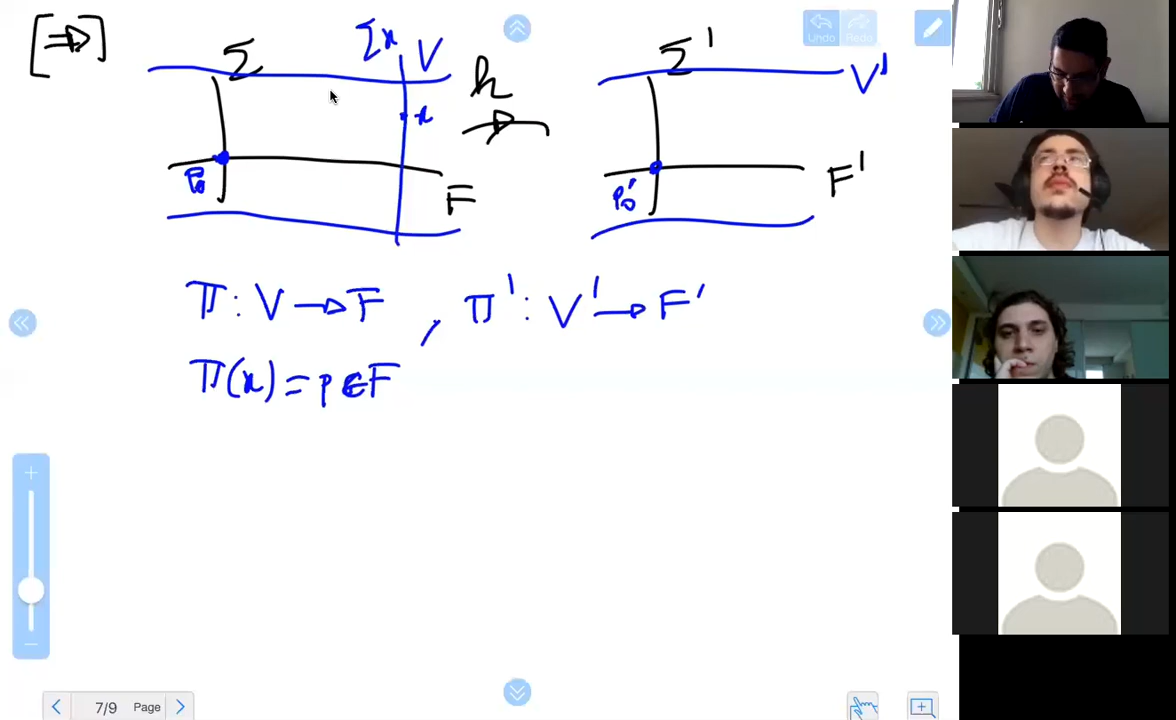 [⇒]
Σ
Σx V
h
→
x
p₀
F
Σ'
V'
p₀'
F'
π : V → F , π' : V' → F'
π(x) = p ∈ F
Undo Redo
7/9 Page